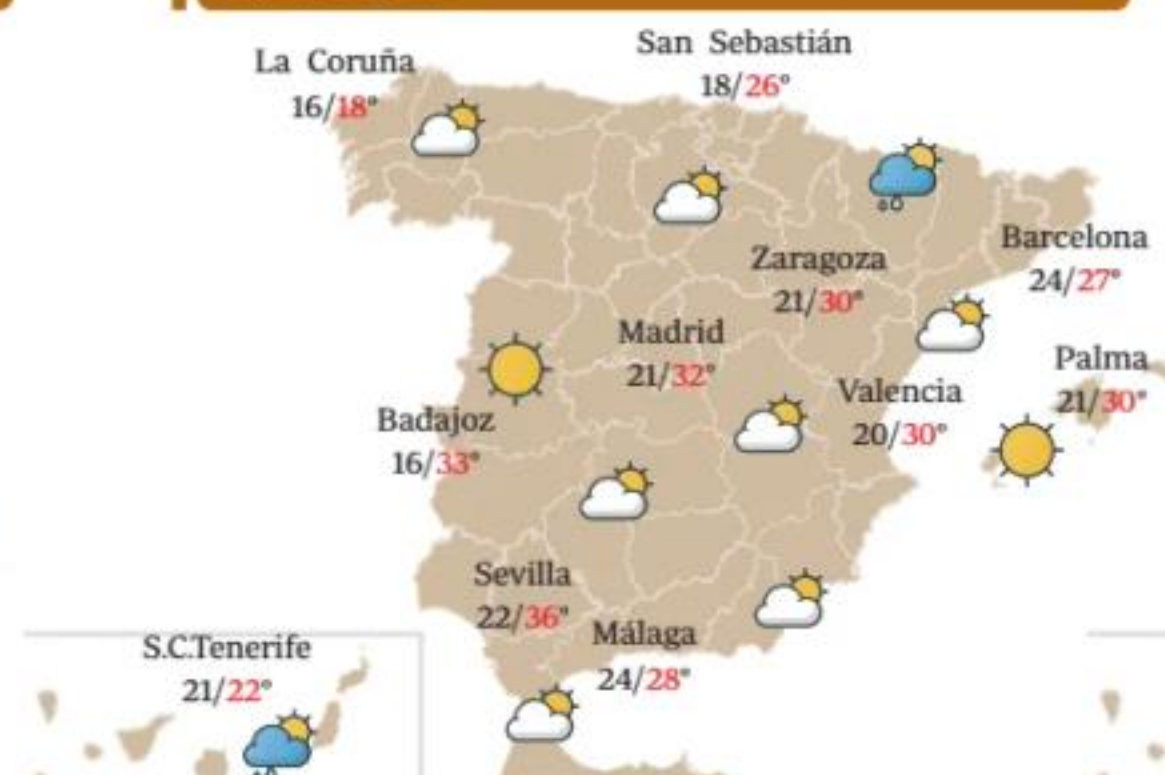 La Coruña
16/18°
San Sebastián
18/26°
Barcelona
24/27°
Zaragoza
21/30°
Madrid
21/32°
Palma
21/30°
Valencia
20/30°
Badajoz
16/33°
Sevilla
22/36°
Málaga
24/28°
S.C.Tenerife
21/22°